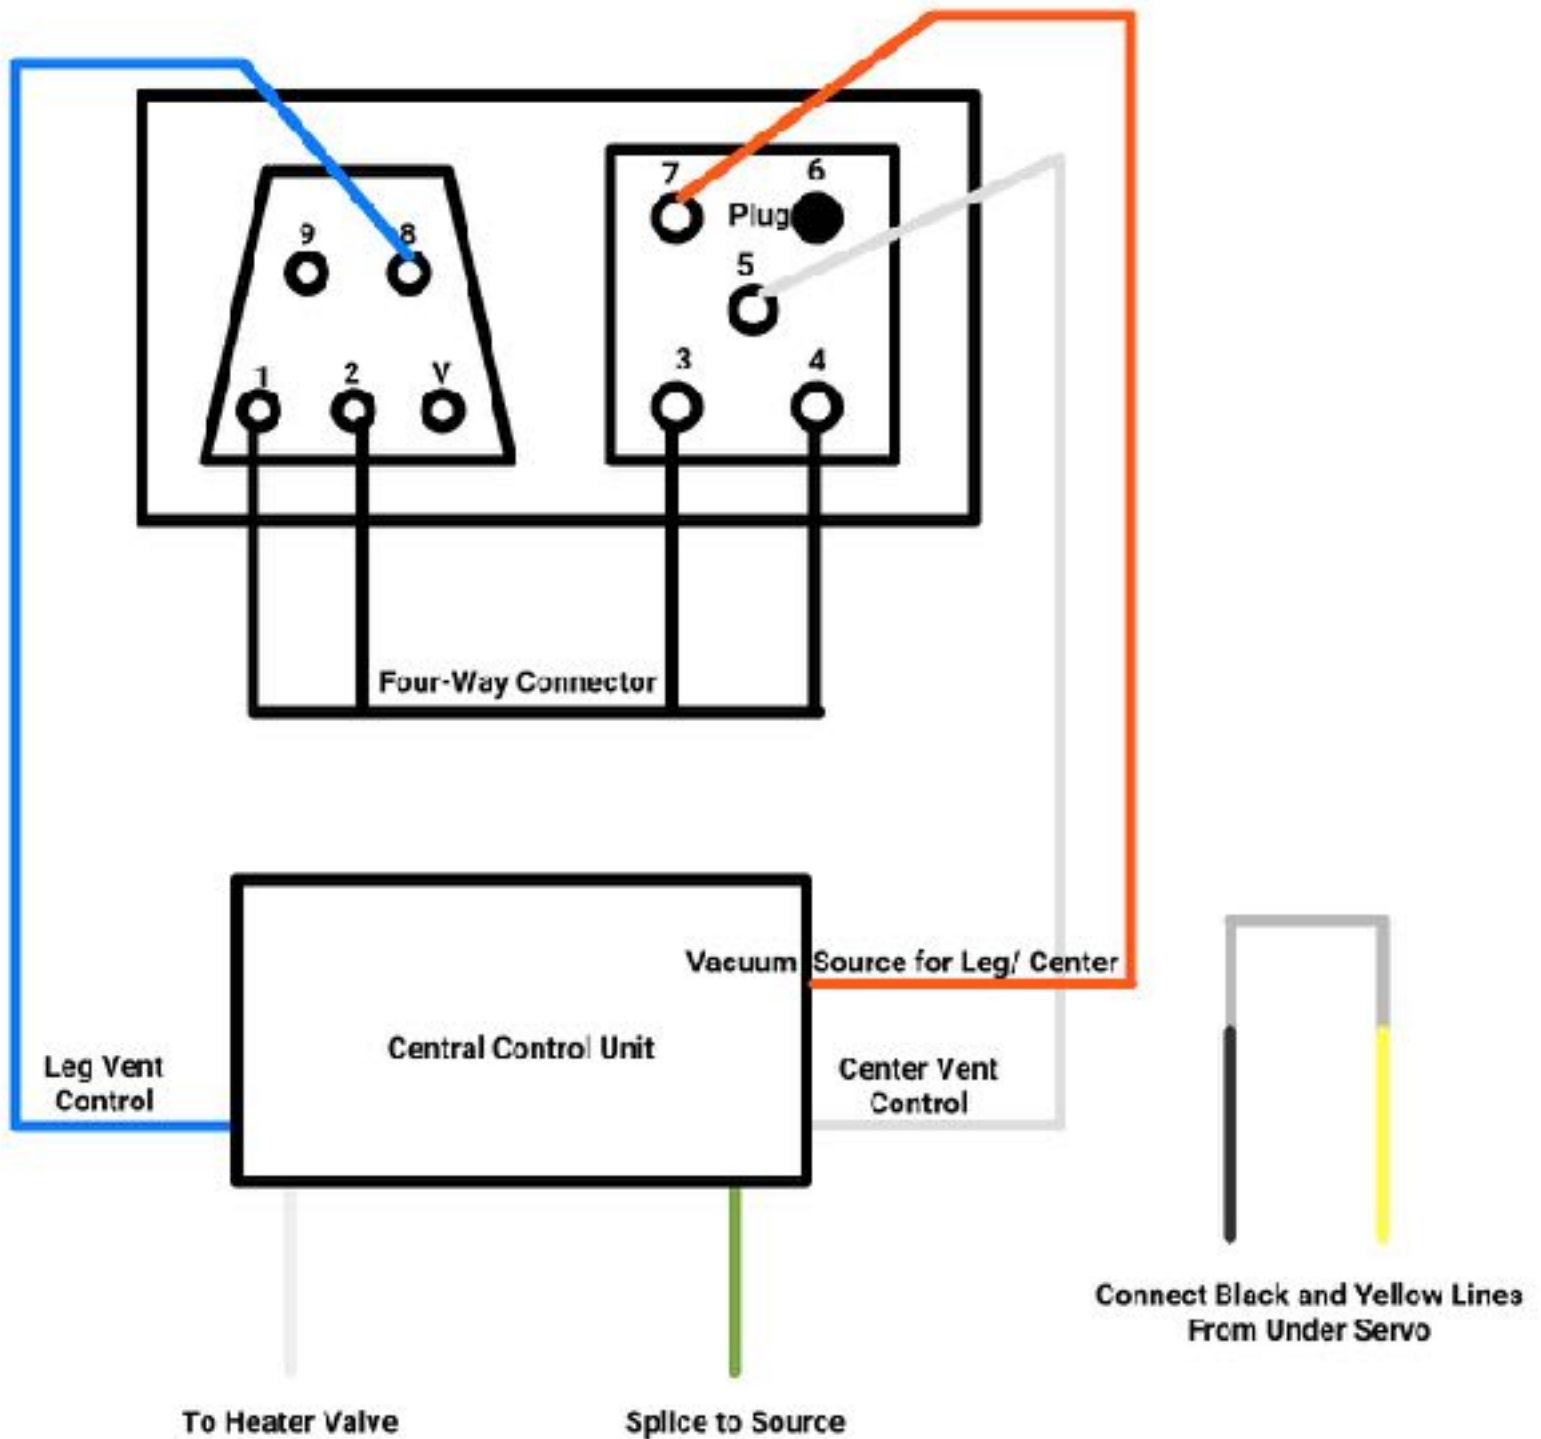 7
6
Plug
9
8
5
1
2
V
3
4
Four-Way Connector
Vacuum Source for Leg/ Center
Central Control Unit
Leg Vent
Control
Center Vent
Control
Connect Black and Yellow Lines
From Under Servo
To Heater Valve
Splice to Source